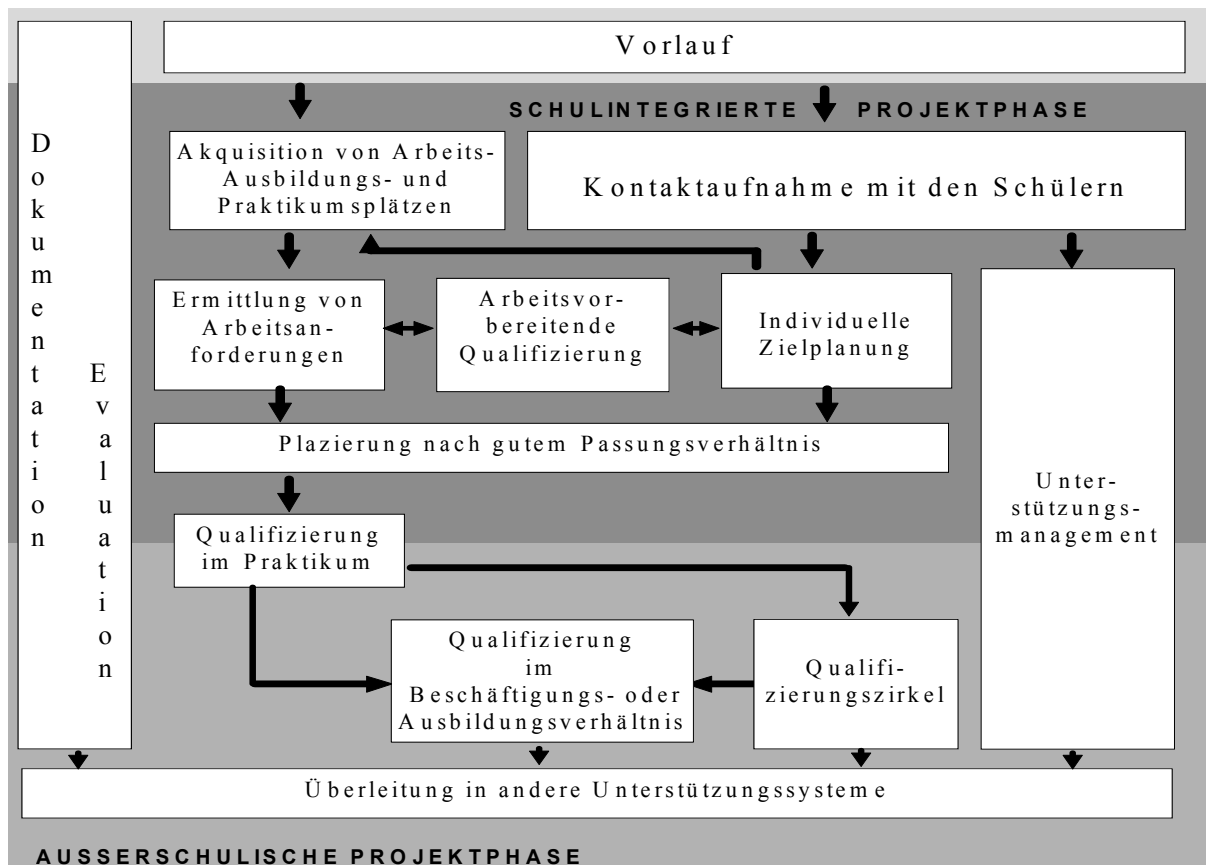 Vorlauf
SCHULINTEGRIERTE PROJEKTPHASE
Dokumentation
Evaluation
Akquisition von Arbeits-
Ausbildungs- und
Praktikumsplätzen
Kontaktaufnahme mit den Schülern
Ermittlung von
Arbeitsan-
forderungen
Arbeitsvor-
bereitende
Qualifizierung
Individuelle
Zielplanung
Plazierung nach gutem Passungsverhältnis
Unter-
stützungs-
management
Qualifizierung
im Praktikum
Qualifizierung
im
Beschäftigungs- oder
Ausbildungsverhältnis
Qualifi-
zierungszirkel
Überleitung in andere Unterstützungssysteme
AUSSERSCHULISCHE PROJEKTPHASE